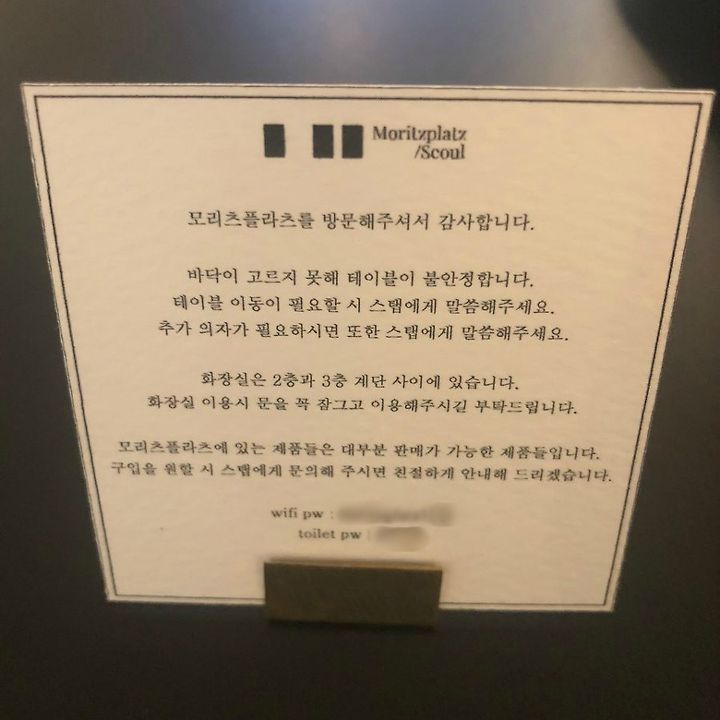 Moritzplatz
/Seoul
모리츠플라츠를 방문해주셔서 감사합니다.
바닥이 고르지 못해 테이블이 불안정합니다.
테이블 이동이 필요할 시 스탭에게 말씀해주세요.
추가 의자가 필요하시면 또한 스탭에게 말씀해주세요.
화장실은 2층과 3층 계단 사이에 있습니다.
화장실 이용시 문을 꼭 잠그고 이용해주시길 부탁드립니다.
모리츠플라츠에 있는 제품들은 대부분 판매가 가능한 제품들입니다.
구입을 원할 시 스탭에게 문의해 주시면 친절하게 안내해 드리겠습니다.
wifi pw :
toilet pw :